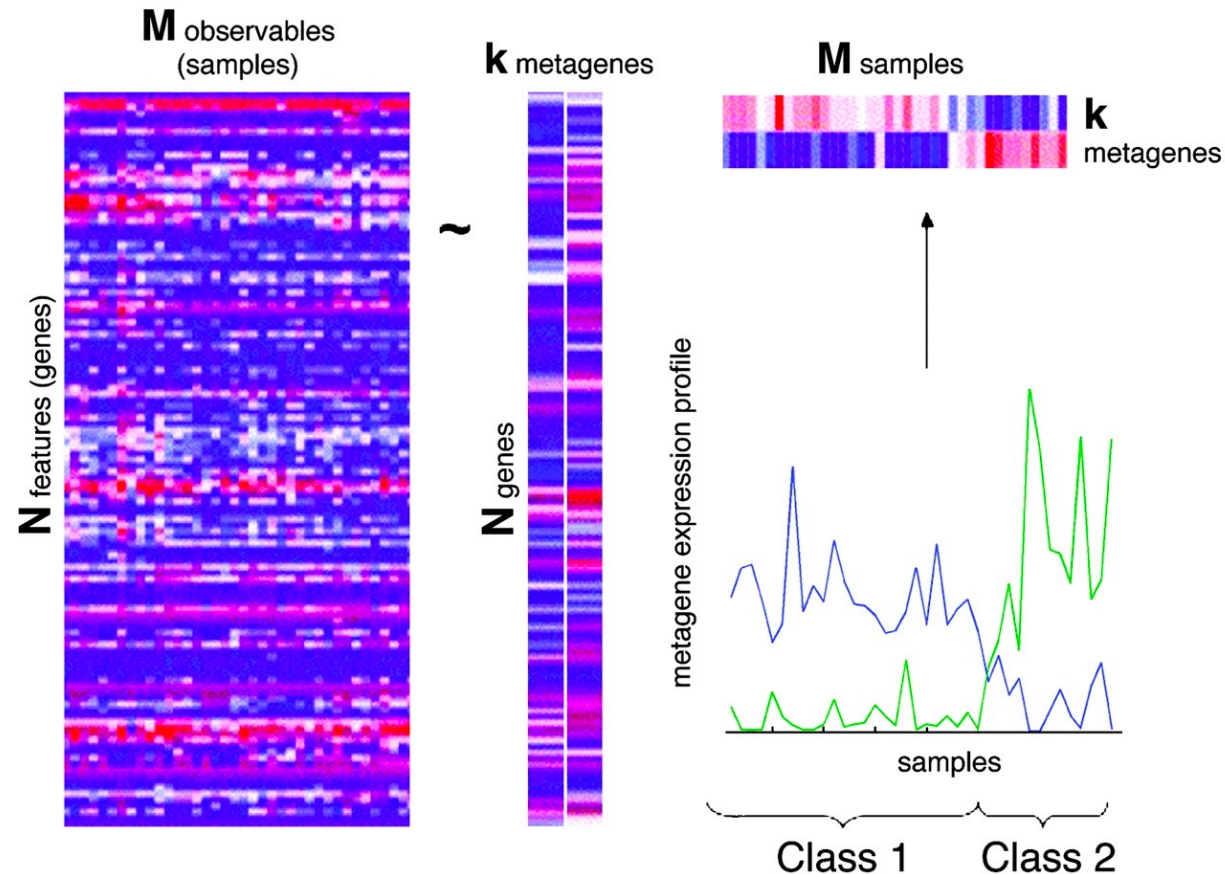 M observables
(samples)
k metagenes
M samples
k
metagenes
~
N features (genes)
N genes
metagene expression profile
samples
Class 1
Class 2